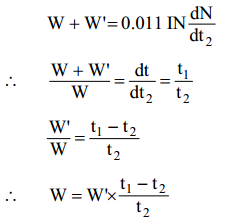 W + W' = 0.011 IN dN/dt₂
∴ (W + W')/W = dt/dt₂ = t₁/t₂
W'/W = (t₁ − t₂)/t₂
∴ W = W'× (t₁ − t₂)/t₂